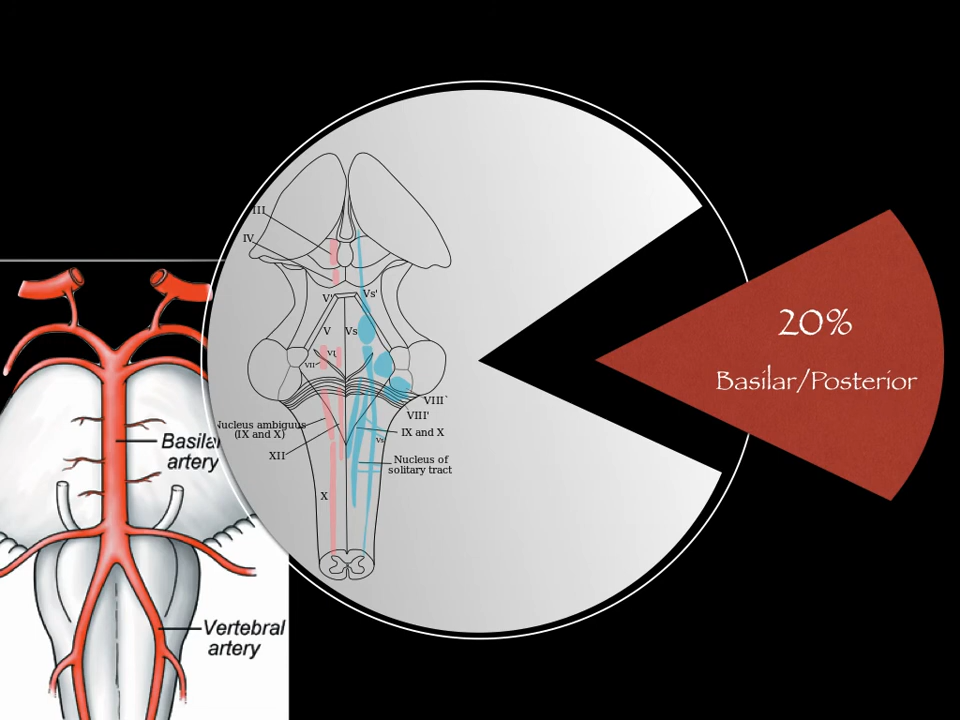 III
IV
V'
Vs'
V
Vs
VI
VII
VIII`
VIII'
Nucleus ambiguus
(IX and X)
IX and X
Vs
XII
Nucleus of
solitary tract
X
20%
Basilar/Posterior
Basilar
artery
Vertebral
artery